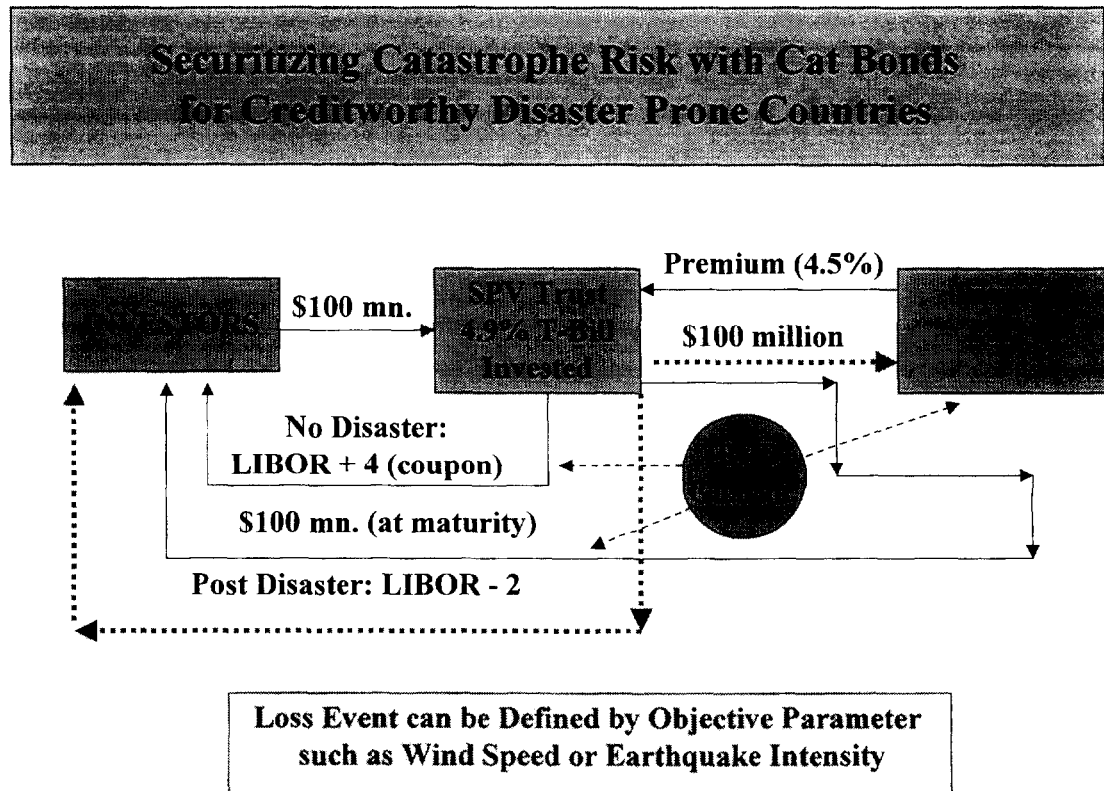 Securitizing Catastrophe Risk with Cat Bonds
for Creditworthy Disaster Prone Countries
Premium (4.5%)
INVESTORS
$100 mn.
SPV Trust
4.9% T-Bill
Invested
$100 million
No Disaster:
LIBOR + 4 (coupon)
$100 mn. (at maturity)
Post Disaster: LIBOR - 2
Loss Event can be Defined by Objective Parameter
such as Wind Speed or Earthquake Intensity